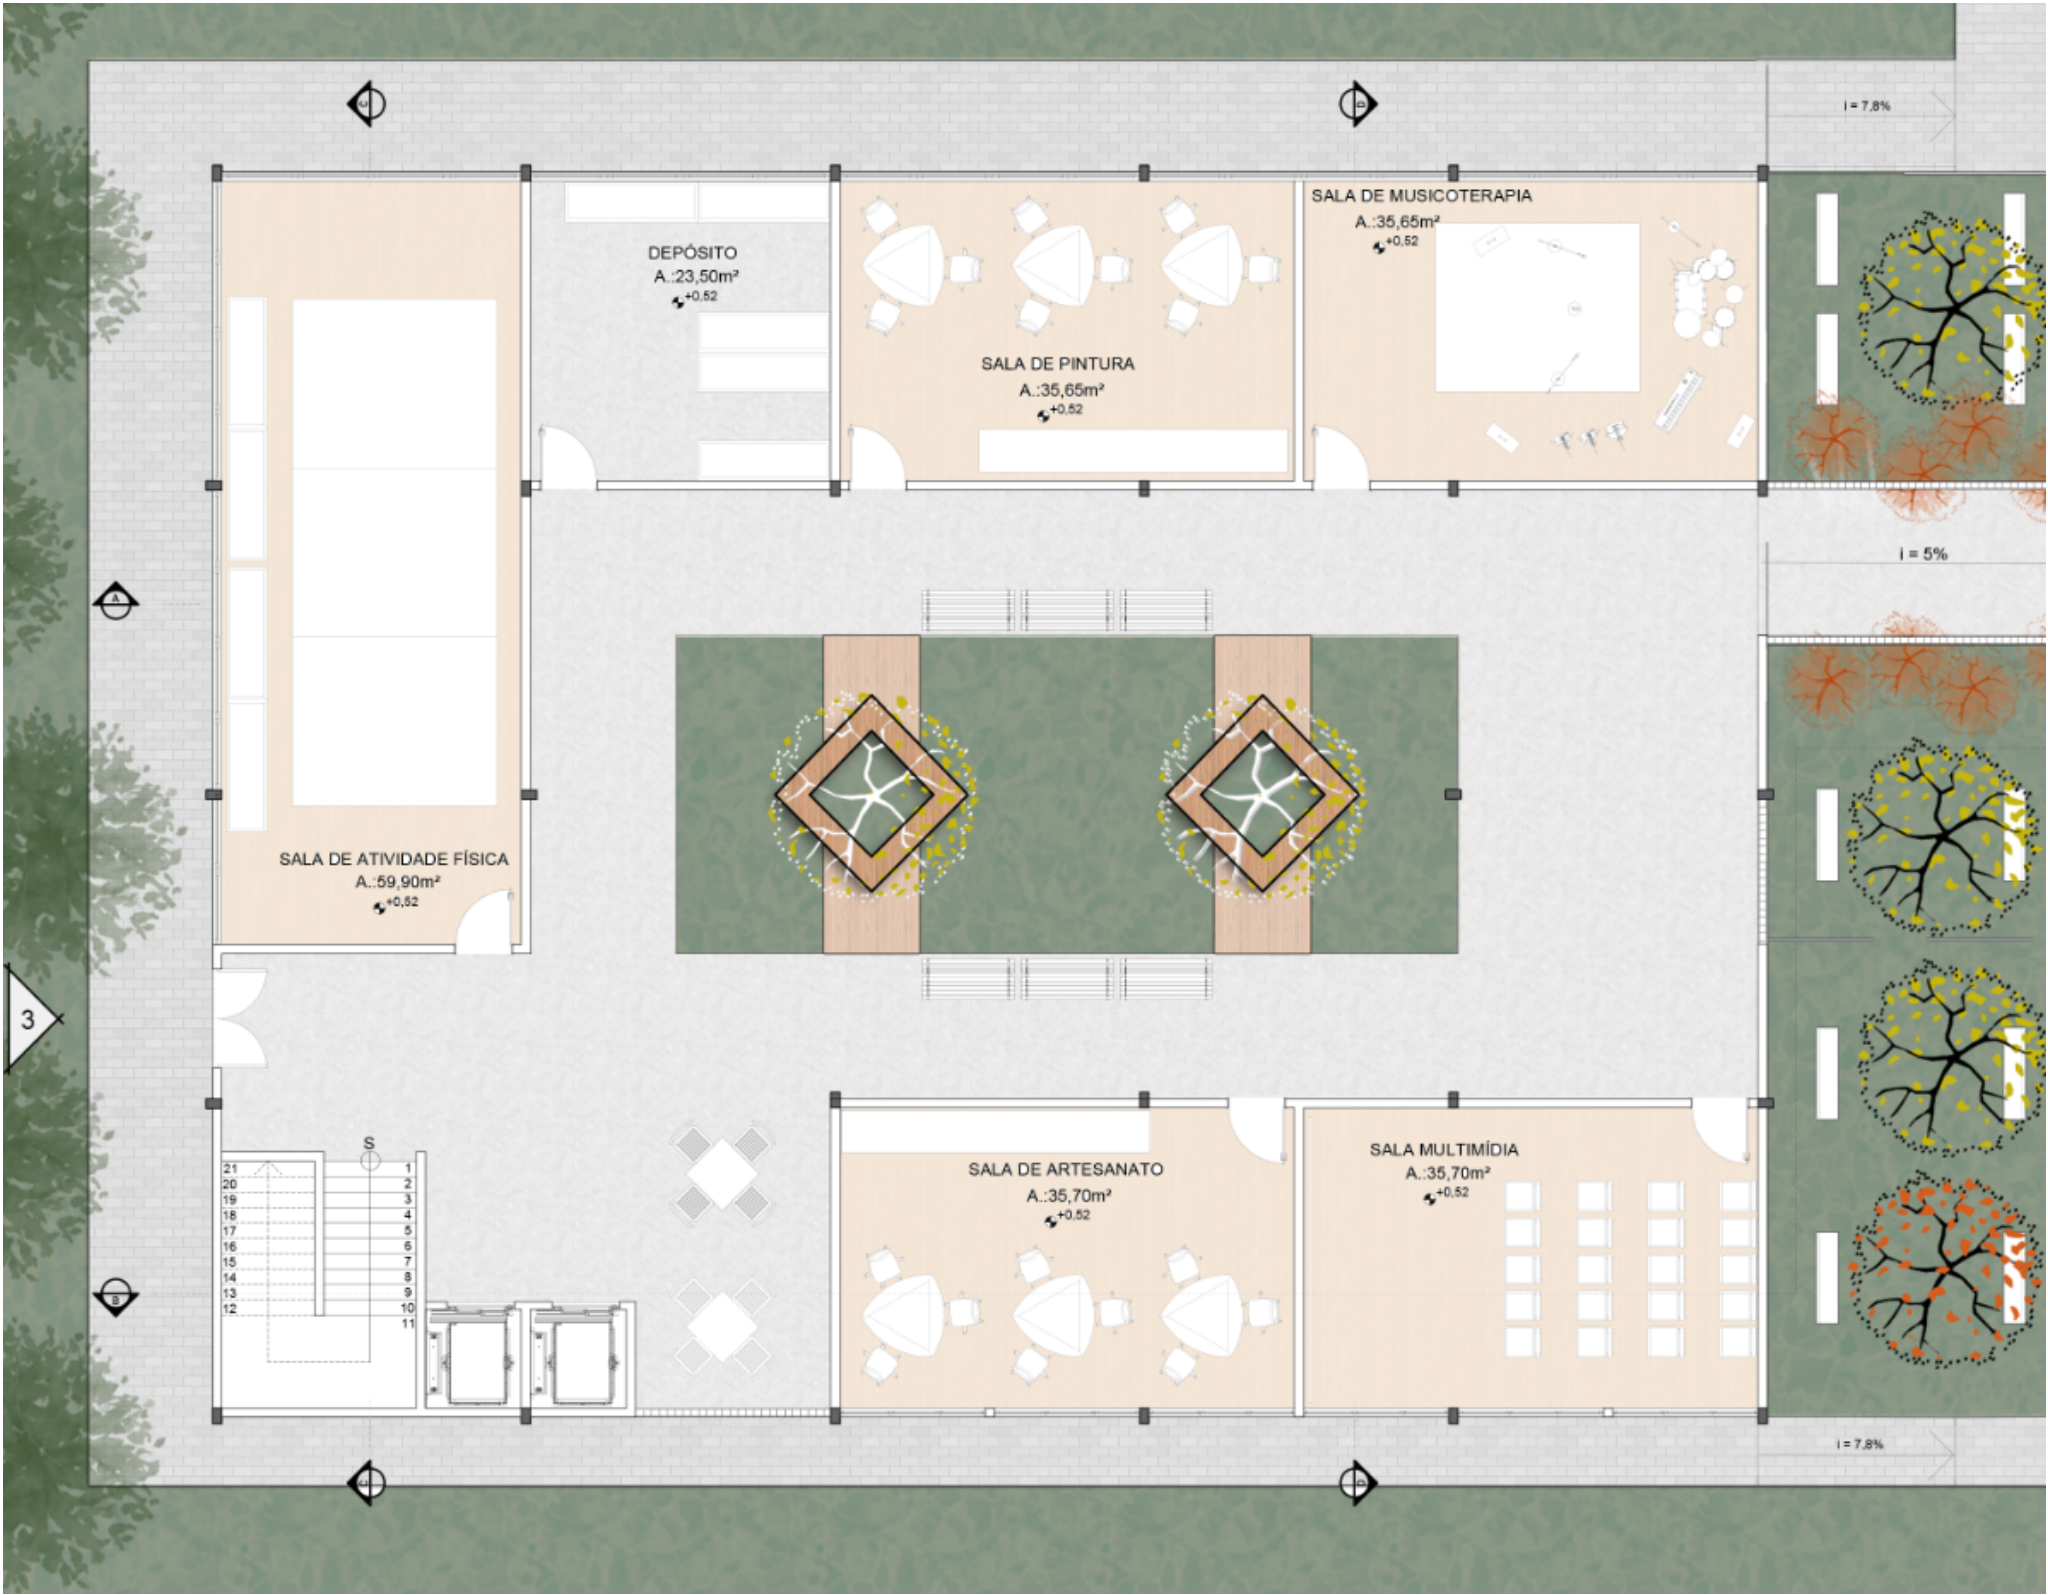 C
D
i = 7,8%
SALA DE MUSICOTERAPIA
A.:35,65m²
+0,52
DEPÓSITO
A.:23,50m²
+0,52
SALA DE PINTURA
A.:35,65m²
+0,52
i = 5%
A
SALA DE ATIVIDADE FÍSICA
A.:59,90m²
+0,52
3
S
21
20
19
18
17
16
15
14
13
12
1
2
3
4
5
6
7
8
9
10
11
SALA DE ARTESANATO
A.:35,70m²
+0,52
SALA MULTIMÍDIA
A.:35,70m²
+0,52
B
i = 7,8%
C
D